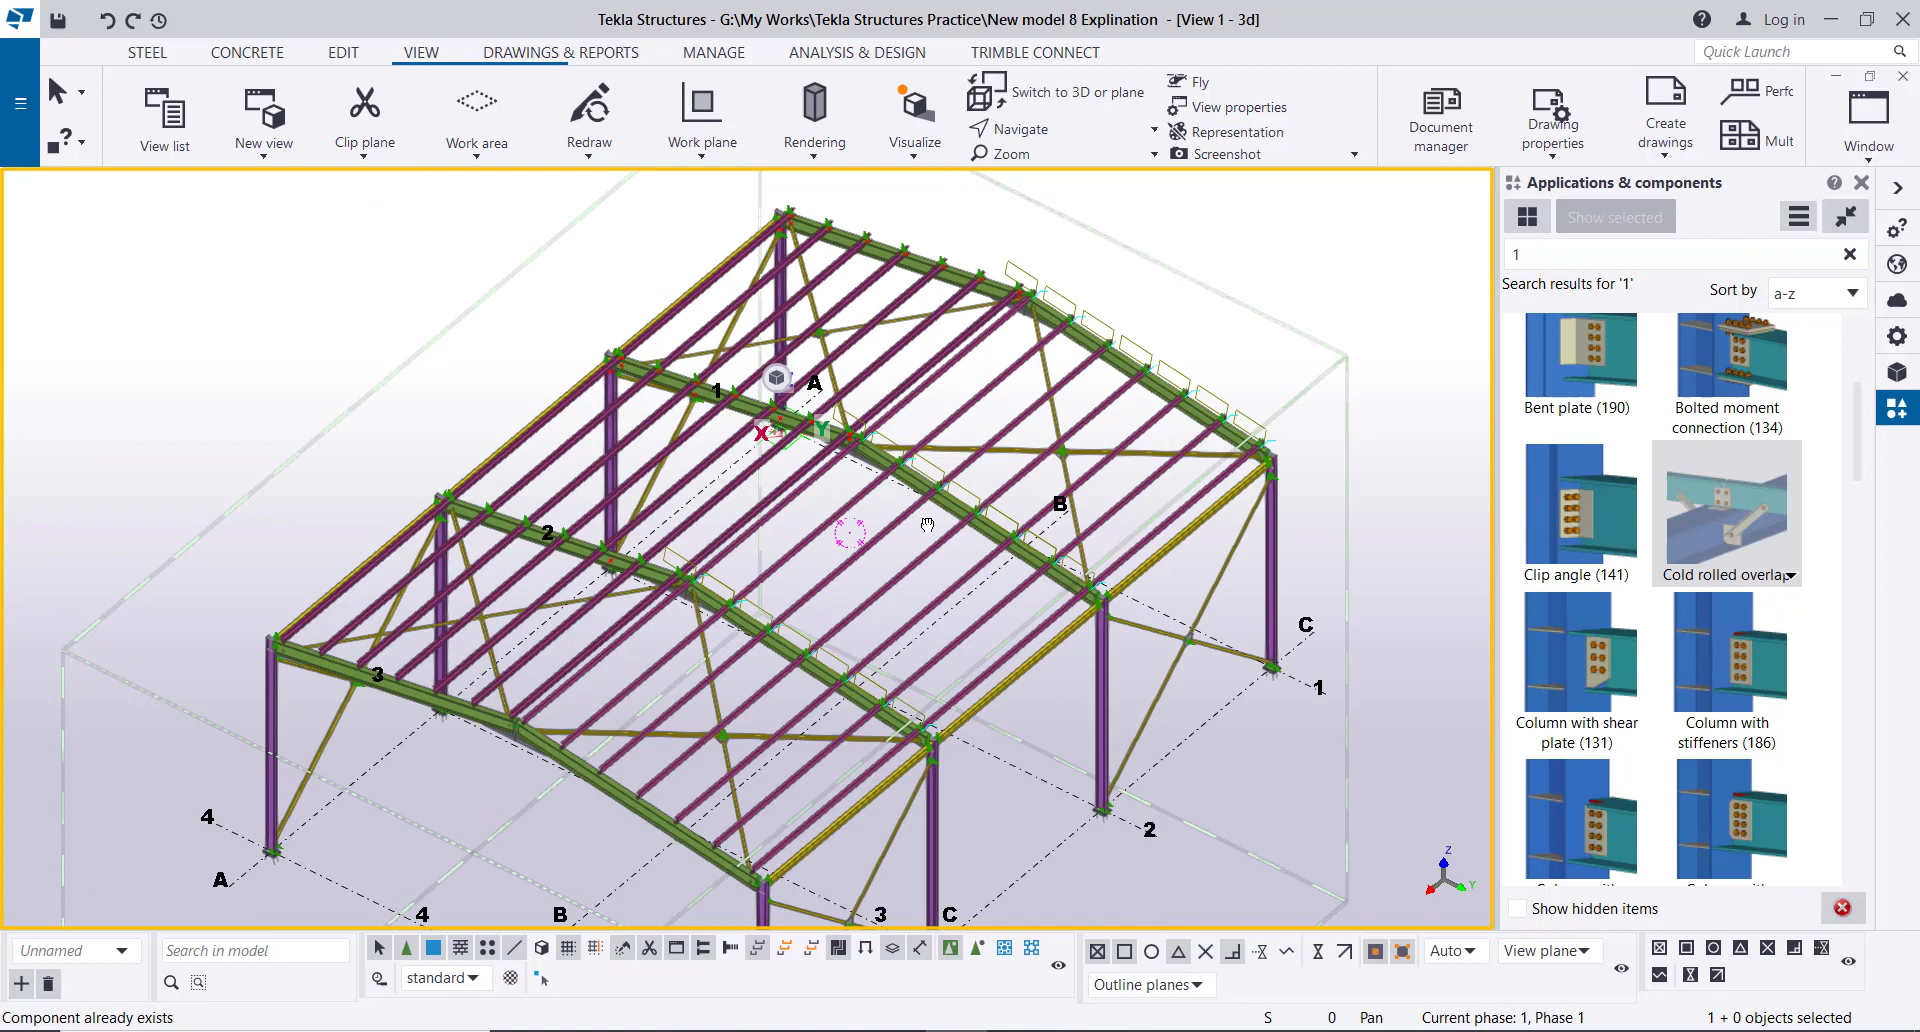 Tekla Structures - G:\My Works\Tekla Structures Practice\New model 8 Explination - [View 1 - 3d]
Log in
STEEL CONCRETE EDIT VIEW DRAWINGS & REPORTS MANAGE ANALYSIS & DESIGN TRIMBLE CONNECT
Quick Launch
View list
New view
Clip plane
Work area
Redraw
Work plane
Rendering
Visualize
Switch to 3D or plane
Navigate
Zoom
Fly
View properties
Representation
Screenshot
Document
manager
Drawing
properties
Create
drawings
Perfc
Mult
Window
Applications & components
Show selected
1
Search results for '1'
Sort by
a-z
Bent plate (190)
Bolted moment
connection (134)
Clip angle (141)
Cold rolled overlap
Column with shear
plate (131)
Column with
stiffeners (186)
Show hidden items
1
A
X
Y
2
B
3
C
1
4
2
A
4
B
3
C
Z
Y
Unnamed
Search in model
standard
Auto
View plane
Outline planes
Component already exists
S
0
Pan
Current phase: 1, Phase 1
1 + 0 objects selected